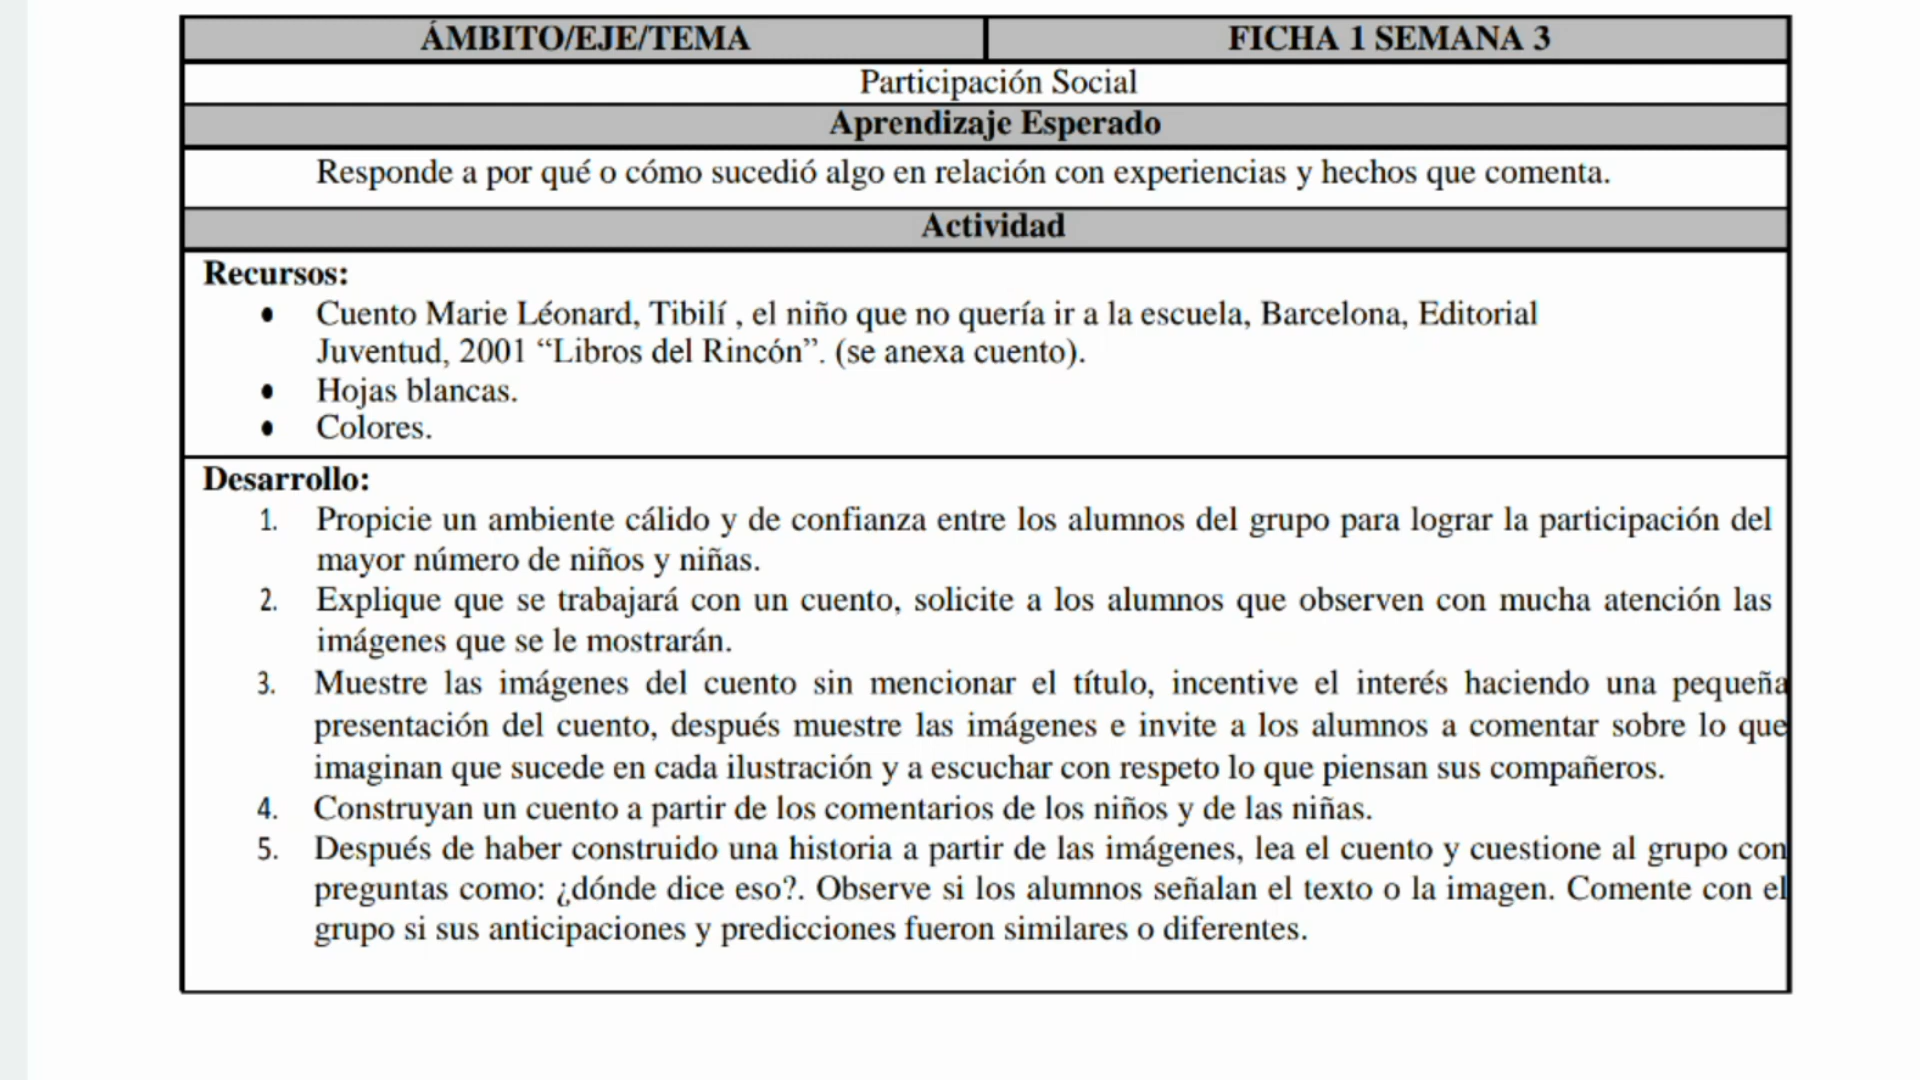 ÁMBITO/EJE/TEMA FICHA 1 SEMANA 3
Participación Social
Aprendizaje Esperado
Responde a por qué o cómo sucedió algo en relación con experiencias y hechos que comenta.
Actividad
Recursos:
• Cuento Marie Léonard, Tibilí , el niño que no quería ir a la escuela, Barcelona, Editorial
Juventud, 2001 “Libros del Rincón”. (se anexa cuento).
• Hojas blancas.
• Colores.
Desarrollo:
1. Propicie un ambiente cálido y de confianza entre los alumnos del grupo para lograr la participación del
mayor número de niños y niñas.
2. Explique que se trabajará con un cuento, solicite a los alumnos que observen con mucha atención las
imágenes que se le mostrarán.
3. Muestre las imágenes del cuento sin mencionar el título, incentive el interés haciendo una pequeña
presentación del cuento, después muestre las imágenes e invite a los alumnos a comentar sobre lo que
imaginan que sucede en cada ilustración y a escuchar con respeto lo que piensan sus compañeros.
4. Construyan un cuento a partir de los comentarios de los niños y de las niñas.
5. Después de haber construido una historia a partir de las imágenes, lea el cuento y cuestione al grupo con
preguntas como: ¿dónde dice eso?. Observe si los alumnos señalan el texto o la imagen. Comente con el
grupo si sus anticipaciones y predicciones fueron similares o diferentes.